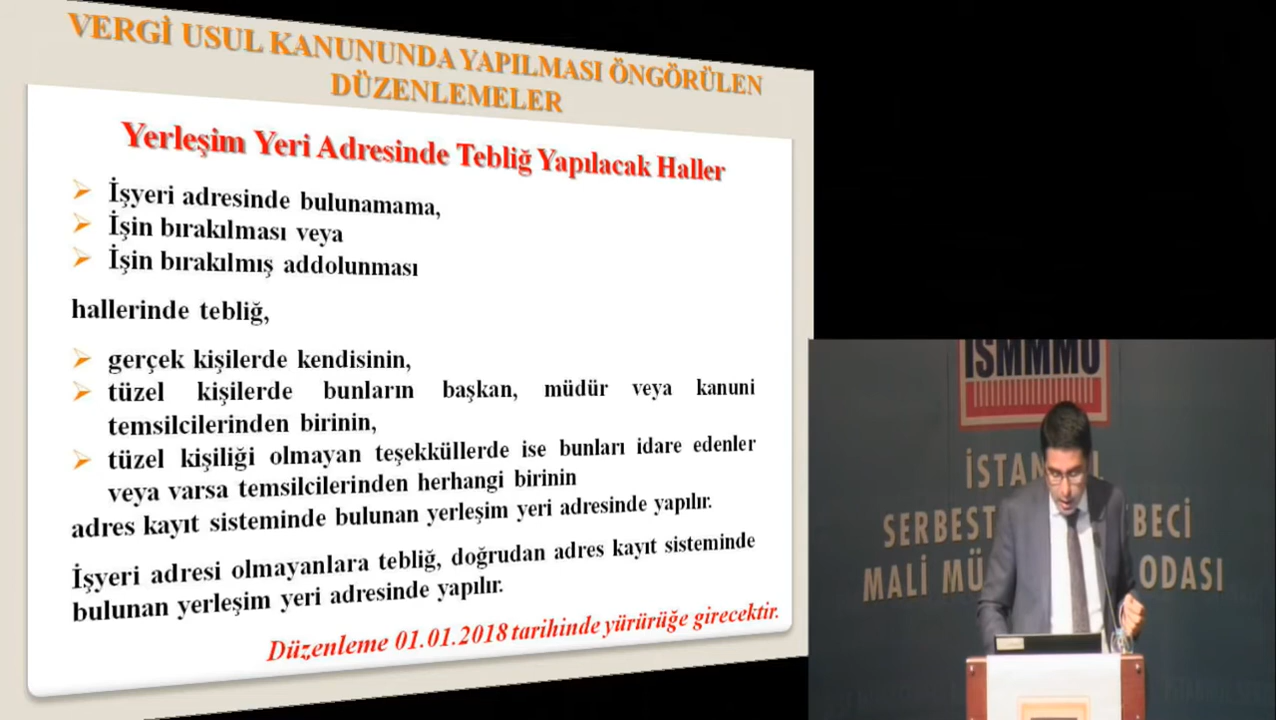 VERGİ USUL KANUNUNDA YAPILMASI ÖNGÖRÜLEN
DÜZENLEMELER
Yerleşim Yeri Adresinde Tebliğ Yapılacak Haller
İşyeri adresinde bulunamama,
İşin bırakılması veya
İşin bırakılmış addolunması
hallerinde tebliğ,
gerçek kişilerde kendisinin,
tüzel kişilerde bunların başkan, müdür veya kanuni
temsilcilerinden birinin,
tüzel kişiliği olmayan teşekküllerde ise bunları idare edenler
veya varsa temsilcilerinden herhangi birinin
adres kayıt sisteminde bulunan yerleşim yeri adresinde yapılır.
İşyeri adresi olmayanlara tebliğ, doğrudan adres kayıt sisteminde
bulunan yerleşim yeri adresinde yapılır.
Düzenleme 01.01.2018 tarihinde yürürüğe girecektir.
İSMMMO
İSTAN
SERBEST BECİ
MALİ MÜ ODASI